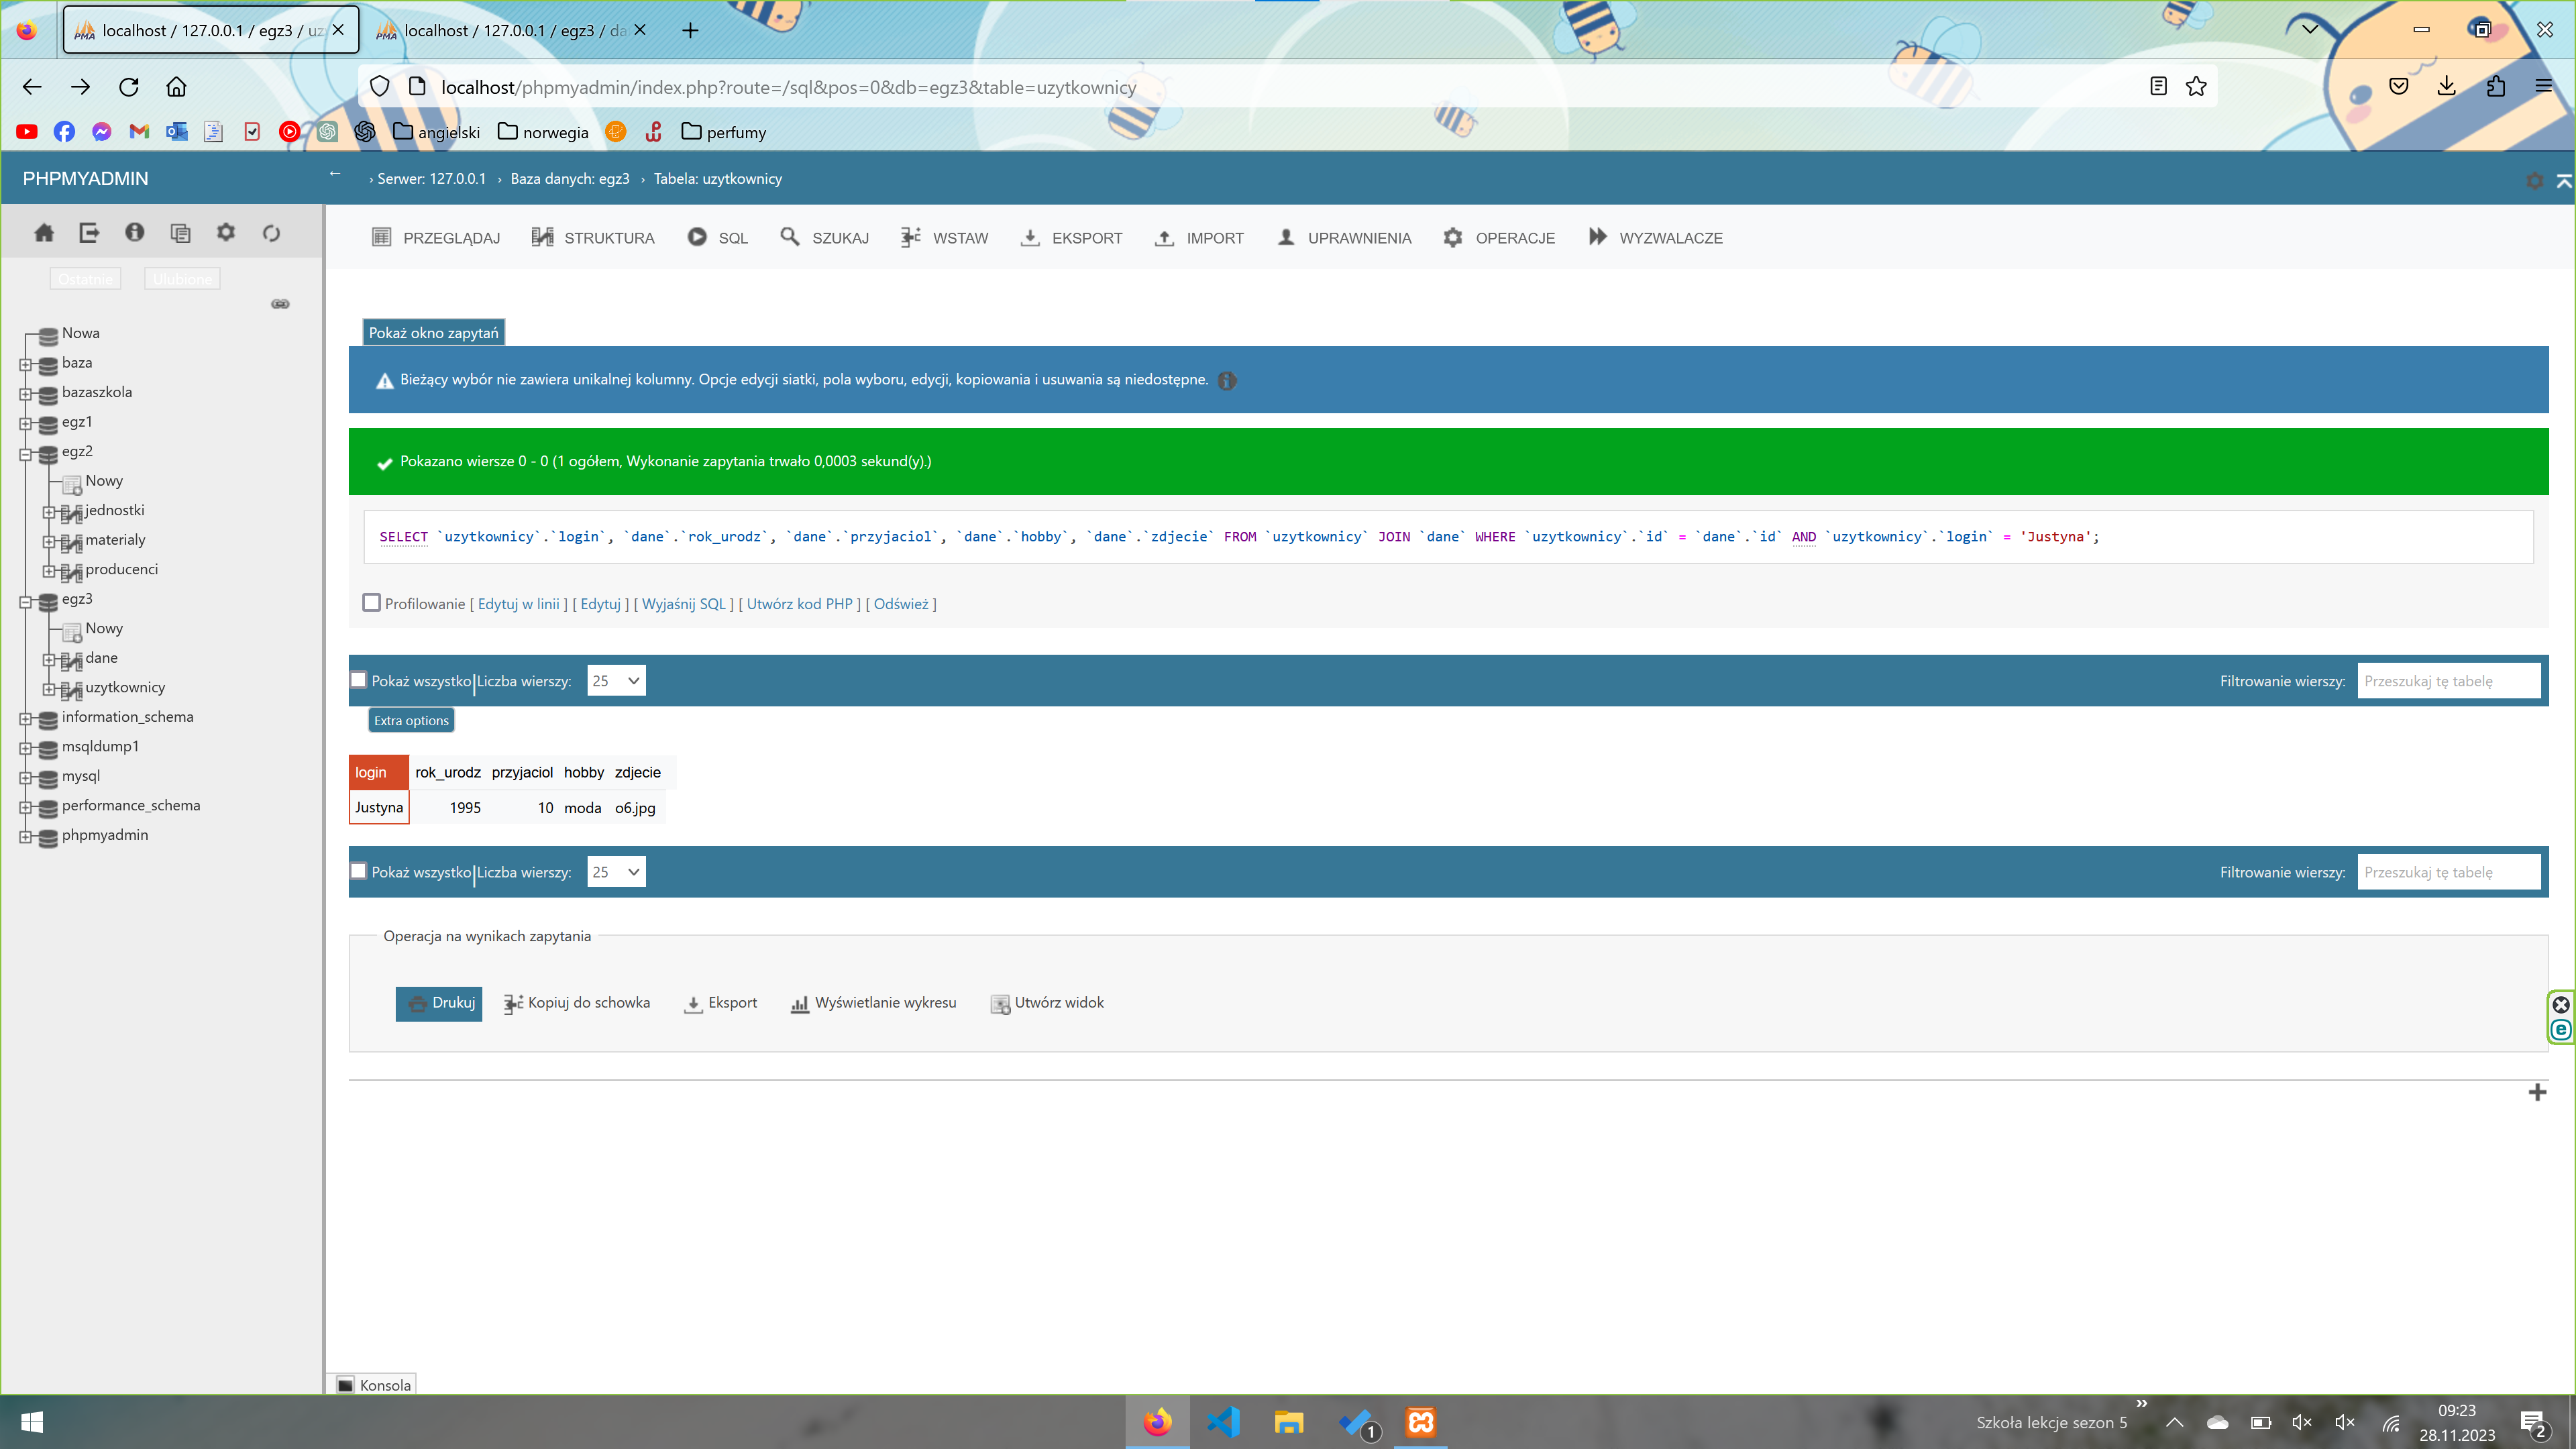 localhost / 127.0.0.1 / egz3 / uz
localhost / 127.0.0.1 / egz3 / da
localhost/phpmyadmin/index.php?route=/sql&pos=0&db=egz3&table=uzytkownicy
angielski norwegia perfumy
PHPMYADMIN
← › Serwer: 127.0.0.1 › Baza danych: egz3 › Tabela: uzytkownicy
PRZEGLĄDAJ STRUKTURA SQL SZUKAJ WSTAW EKSPORT IMPORT UPRAWNIENIA OPERACJE WYZWALACZE
Ostatnie Ulubione
Nowa
baza
bazaszkola
egz1
egz2
Nowy
jednostki
materialy
producenci
egz3
Nowy
dane
uzytkownicy
information_schema
msqldump1
mysql
performance_schema
phpmyadmin
Pokaż okno zapytań
Bieżący wybór nie zawiera unikalnej kolumny. Opcje edycji siatki, pola wyboru, edycji, kopiowania i usuwania są niedostępne.
Pokazano wiersze 0 - 0 (1 ogółem, Wykonanie zapytania trwało 0,0003 sekund(y).)
SELECT `uzytkownicy`.`login`, `dane`.`rok_urodz`, `dane`.`przyjaciol`, `dane`.`hobby`, `dane`.`zdjecie` FROM `uzytkownicy` JOIN `dane` WHERE `uzytkownicy`.`id` = `dane`.`id` AND `uzytkownicy`.`login` = 'Justyna';
Profilowanie [ Edytuj w linii ] [ Edytuj ] [ Wyjaśnij SQL ] [ Utwórz kod PHP ] [ Odśwież ]
Pokaż wszystko | Liczba wierszy: 25 Filtrowanie wierszy: Przeszukaj tę tabelę
Extra options
login rok_urodz przyjaciol hobby zdjecie
Justyna 1995 10 moda o6.jpg
Pokaż wszystko | Liczba wierszy: 25 Filtrowanie wierszy: Przeszukaj tę tabelę
Operacja na wynikach zapytania
Drukuj Kopiuj do schowka Eksport Wyświetlanie wykresu Utwórz widok
Konsola
1
Szkoła lekcje sezon 5 »
09:23
28.11.2023
2